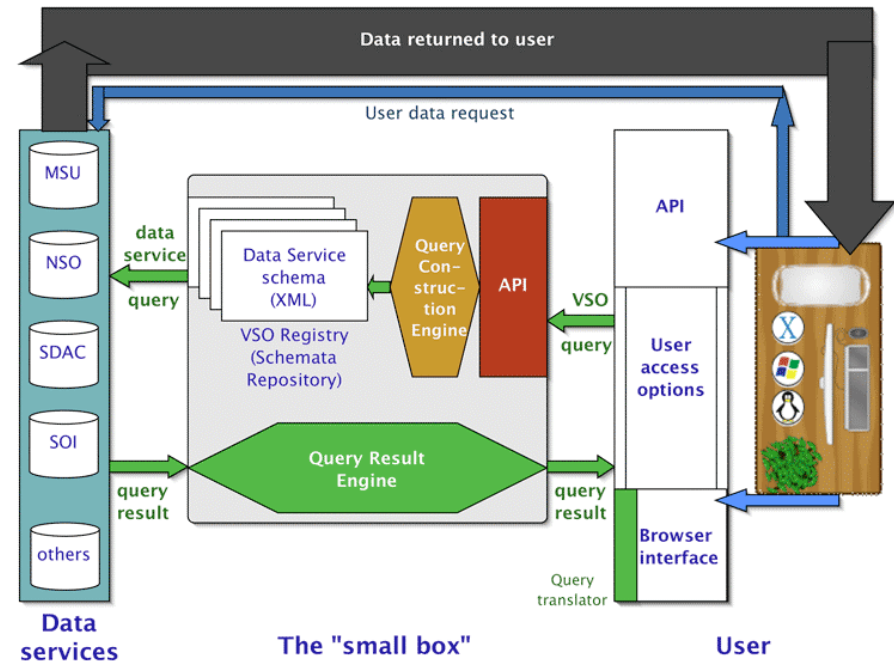 Data returned to user
User data request
MSU
NSO
SDAC
SOI
others
data
service
query
query
result
Data Service
schema
(XML)
VSO Registry
(Schemata
Repository)
Query
Con-
struc-
tion
Engine
API
Query Result
Engine
VSO
query
query
result
API
User
access
options
Browser
interface
Query
translator
X
Data
services
The "small box"
User